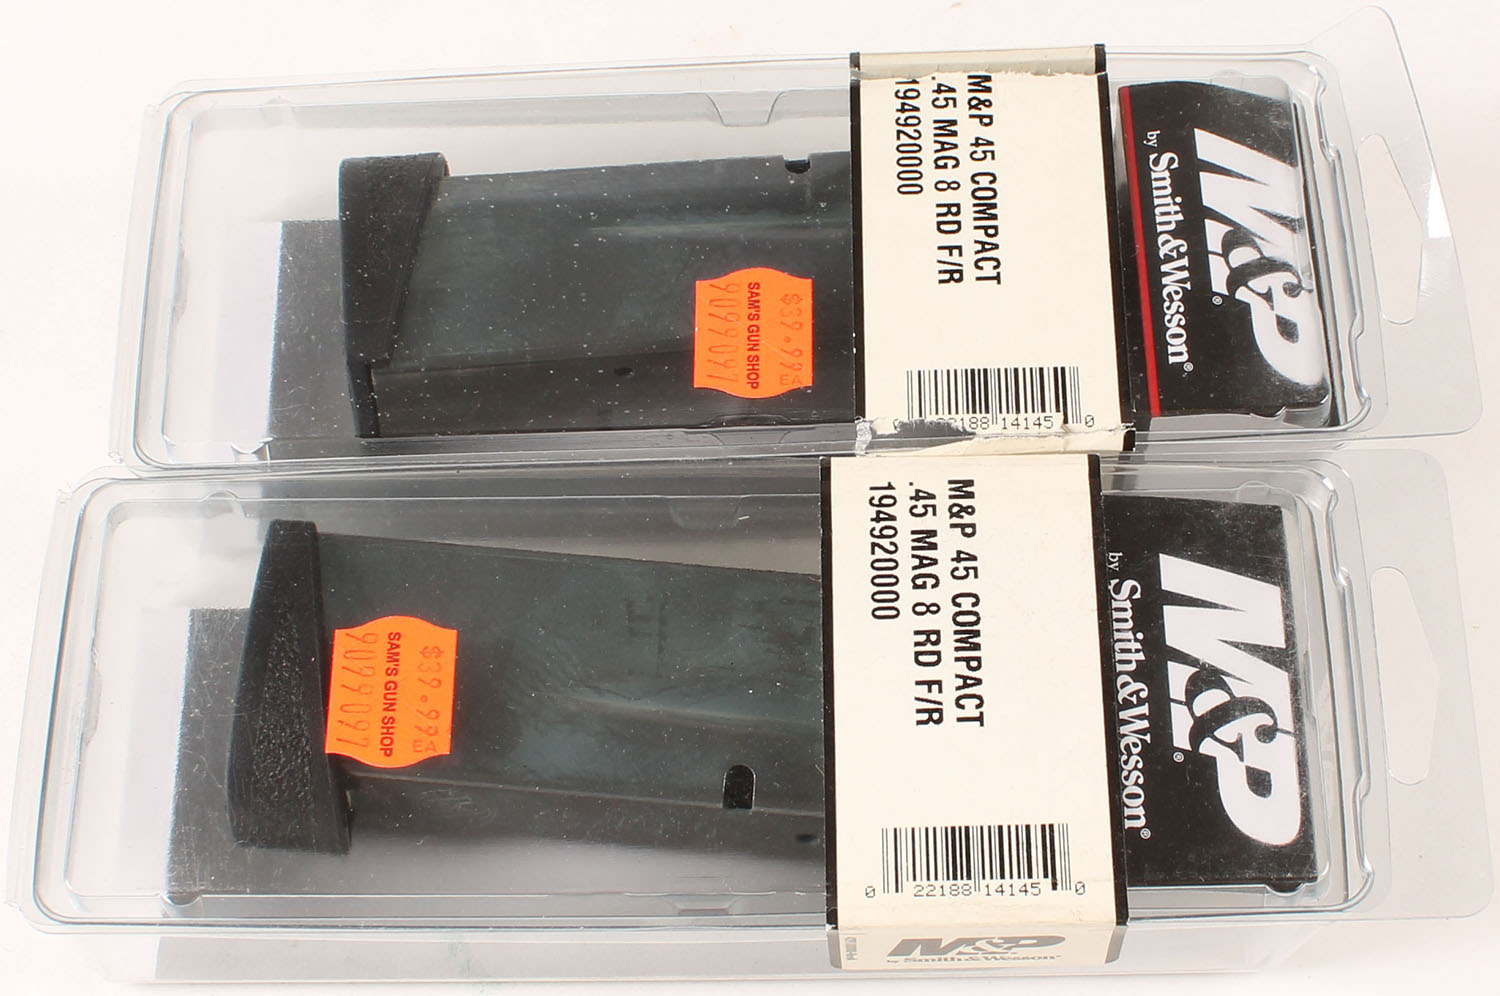 M&P 45 COMPACT
.45 MAG 8 RD F/R
194920000
22188 14145 0
M&P®
by Smith&Wesson®
$39.99
EA
SAM'S GUN SHOP
9099097
M&P 45 COMPACT
.45 MAG 8 RD F/R
194920000
0 22188 14145 0
M&P®
by Smith&Wesson®
$39.99
EA
SAM'S GUN SHOP
9099097
M&P
by Smith&Wesson